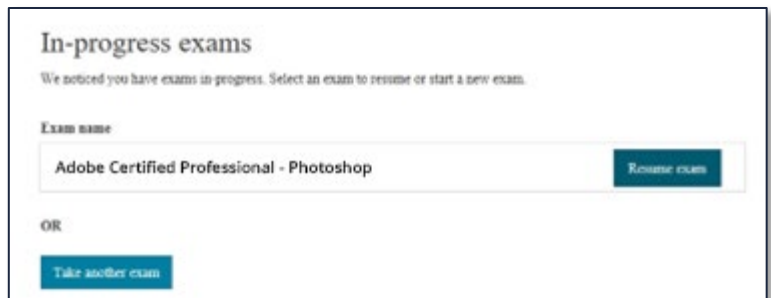 In-progress exams
We noticed you have exams in-progress. Select an exam to resume or start a new exam.
Exam name
Adobe Certified Professional - Photoshop
Resume exam
OR
Take another exam